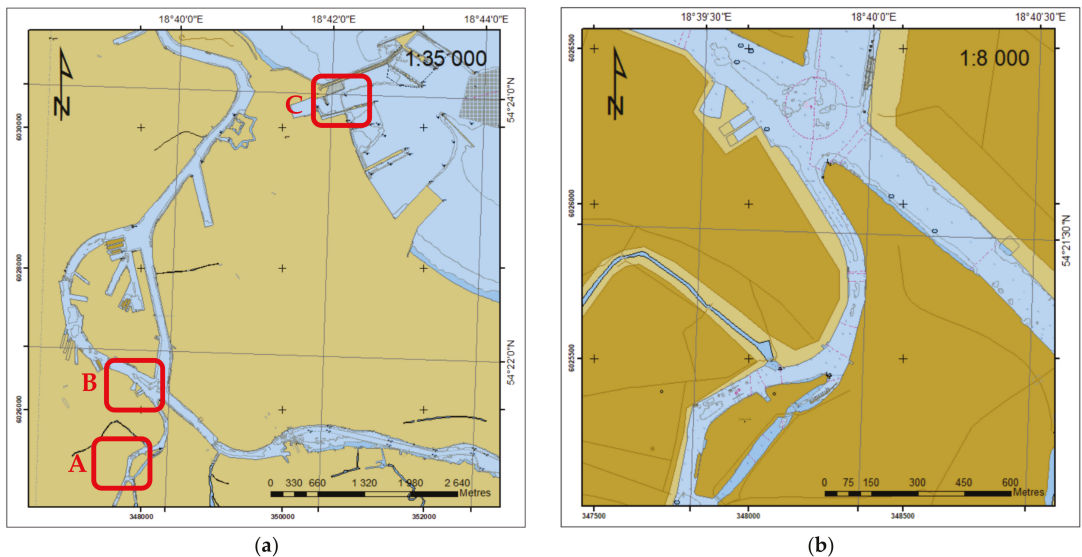 18°40'0"E 18°42'0"E 18°44'0"E
1:35 000
N
C
54°24'0"N
6030000
6028000
B
54°22'0"N
6026000
A
0 330 660 1 320 1 980 2 640
Metres
348000 350000 352000
(a)
18°39'30"E 18°40'0"E 18°40'30"E
6026500
1:8 000
N
6026000
54°21'30"N
6025500
0 75 150 300 450 600
Metres
347500 348000 348500
(b)